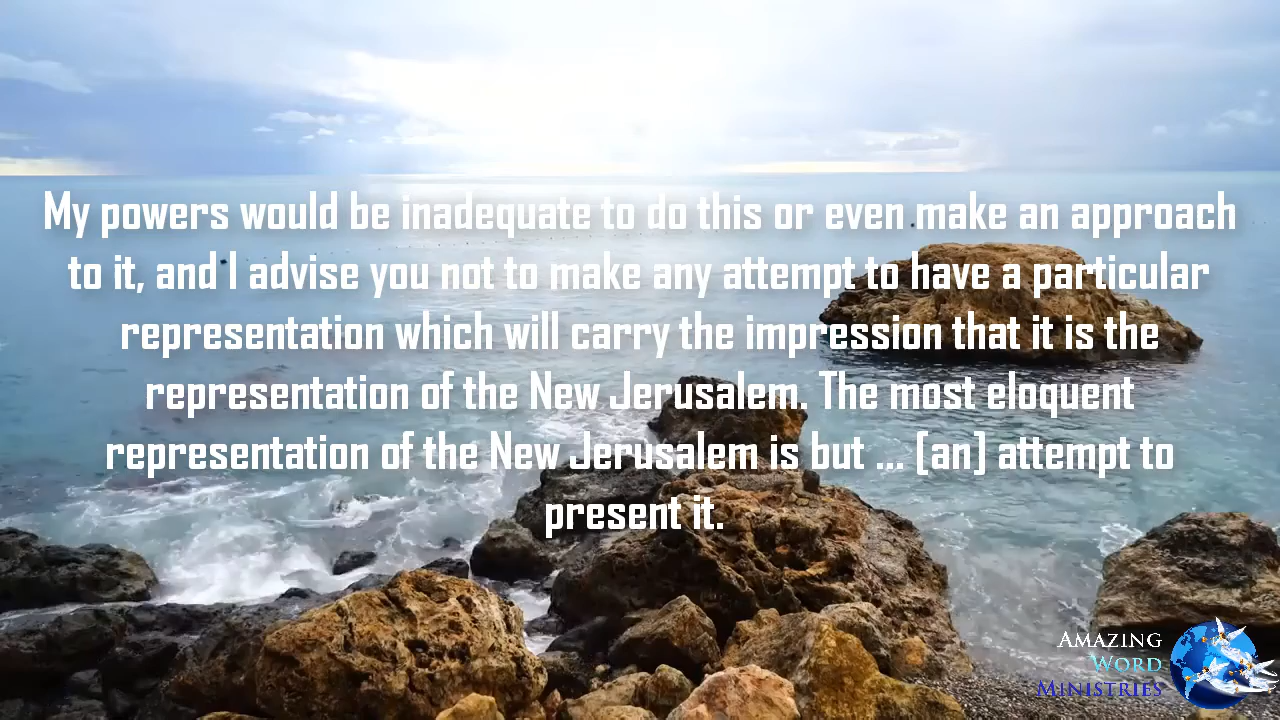 My powers would be inadequate to do this or even make an approach
to it, and I advise you not to make any attempt to have a particular
representation which will carry the impression that it is the
representation of the New Jerusalem. The most eloquent
representation of the New Jerusalem is but ... [an] attempt to
present it.
AMAZING
WORD
MINISTRIES